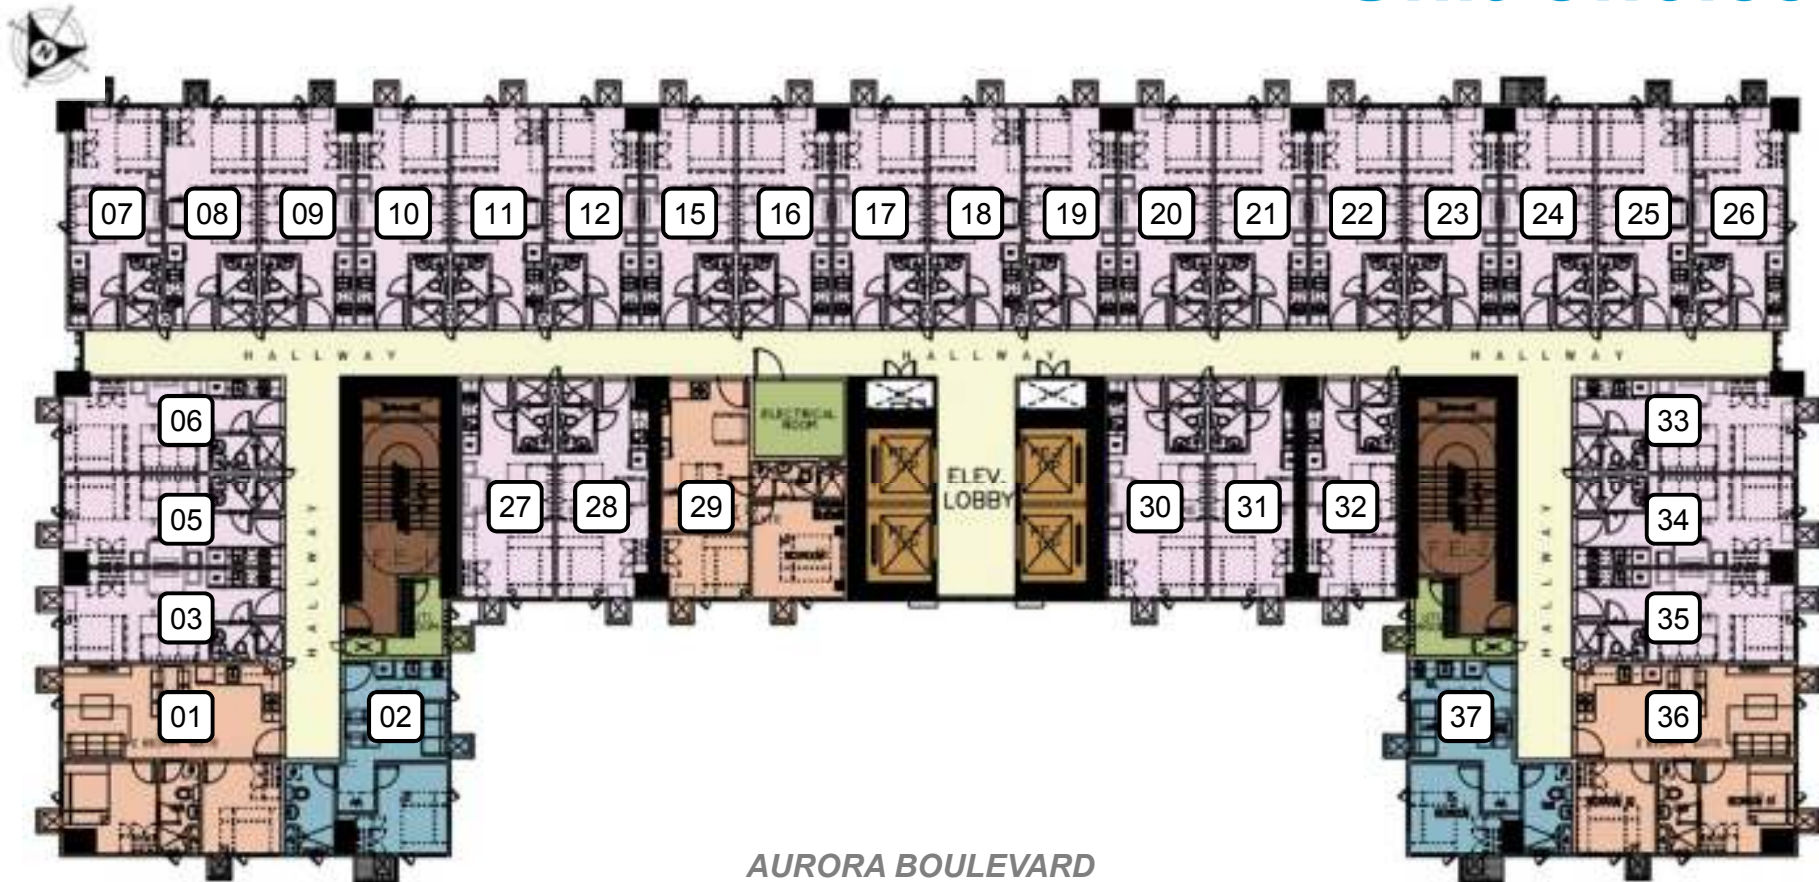 N
07 08 09 10 11 12 15 16 17 18 19 20 21 22 23 24 25 26
HALLWAY HALLWAY HALLWAY
06 33
ELECTRICAL
ROOM
05 27 28 29 ELEV.
LOBBY 30 31 32 34
HALLWAY HALLWAY
03 35
01 02 37 36
AURORA BOULEVARD